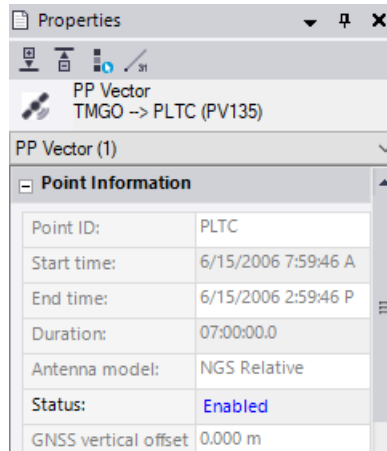 Properties
31
PP Vector
TMGO --> PLTC (PV135)
PP Vector (1)
Point Information
Point ID: PLTC
Start time: 6/15/2006 7:59:46 A
End time: 6/15/2006 2:59:46 P
Duration: 07:00:00.0
Antenna model: NGS Relative
Status: Enabled
GNSS vertical offset 0.000 m